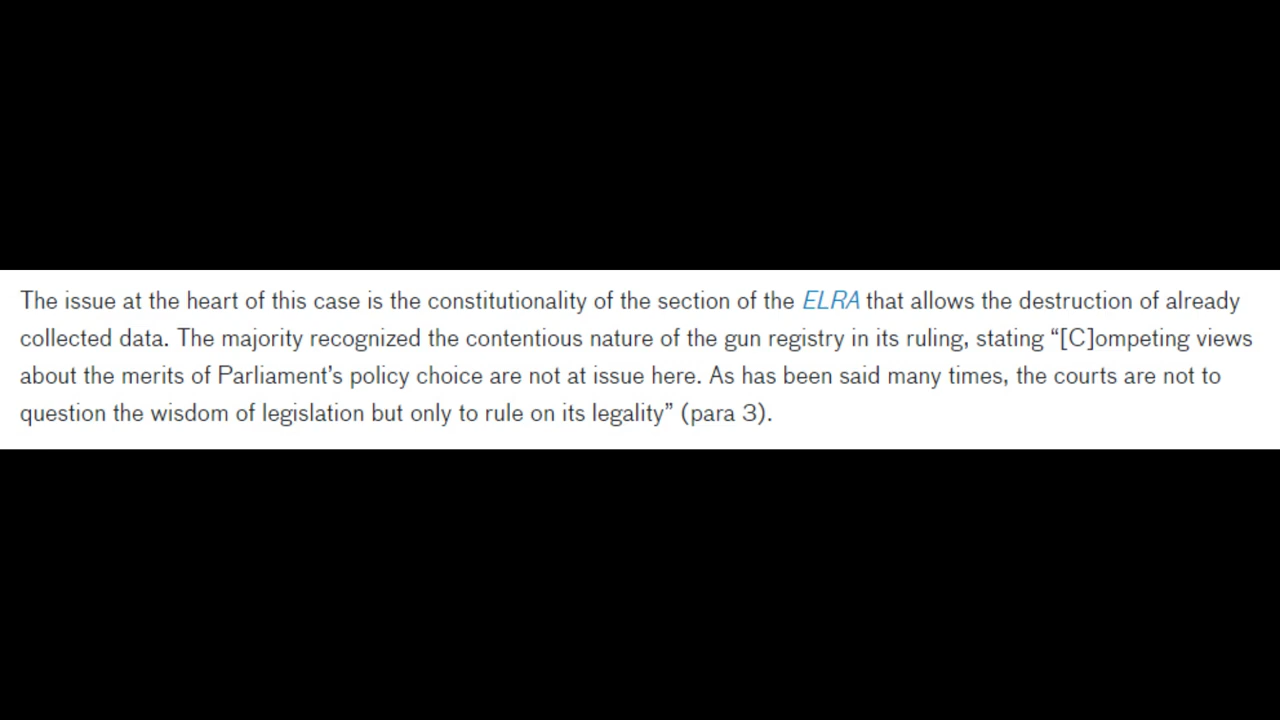 The issue at the heart of this case is the constitutionality of the section of the ELRA that allows the destruction of already
collected data. The majority recognized the contentious nature of the gun registry in its ruling, stating “[C]ompeting views
about the merits of Parliament’s policy choice are not at issue here. As has been said many times, the courts are not to
question the wisdom of legislation but only to rule on its legality” (para 3).